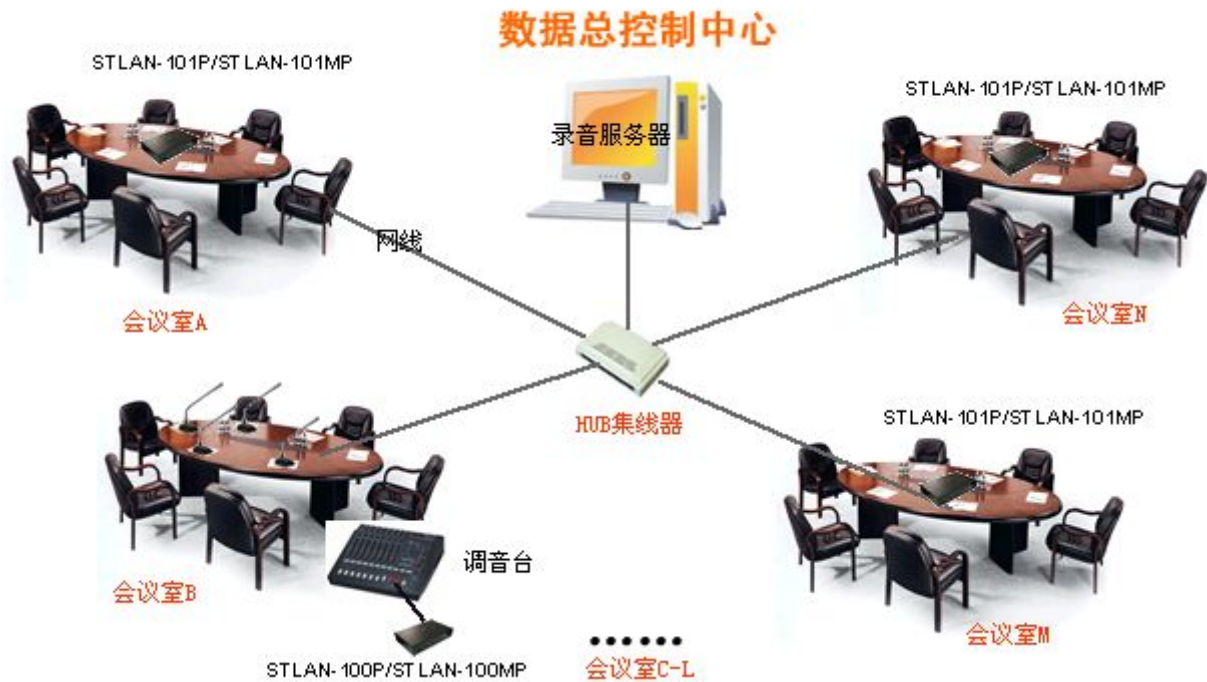 数据总控制中心
STLAN-101P/STLAN-101MP
STLAN-101P/STLAN-101MP
录音服务器
网线
会议室A
会议室N
HUB集线器
STLAN-101P/STLAN-101MP
调音台
会议室B
会议室M
STLAN-100P/STLAN-100MP
......
会议室C-L